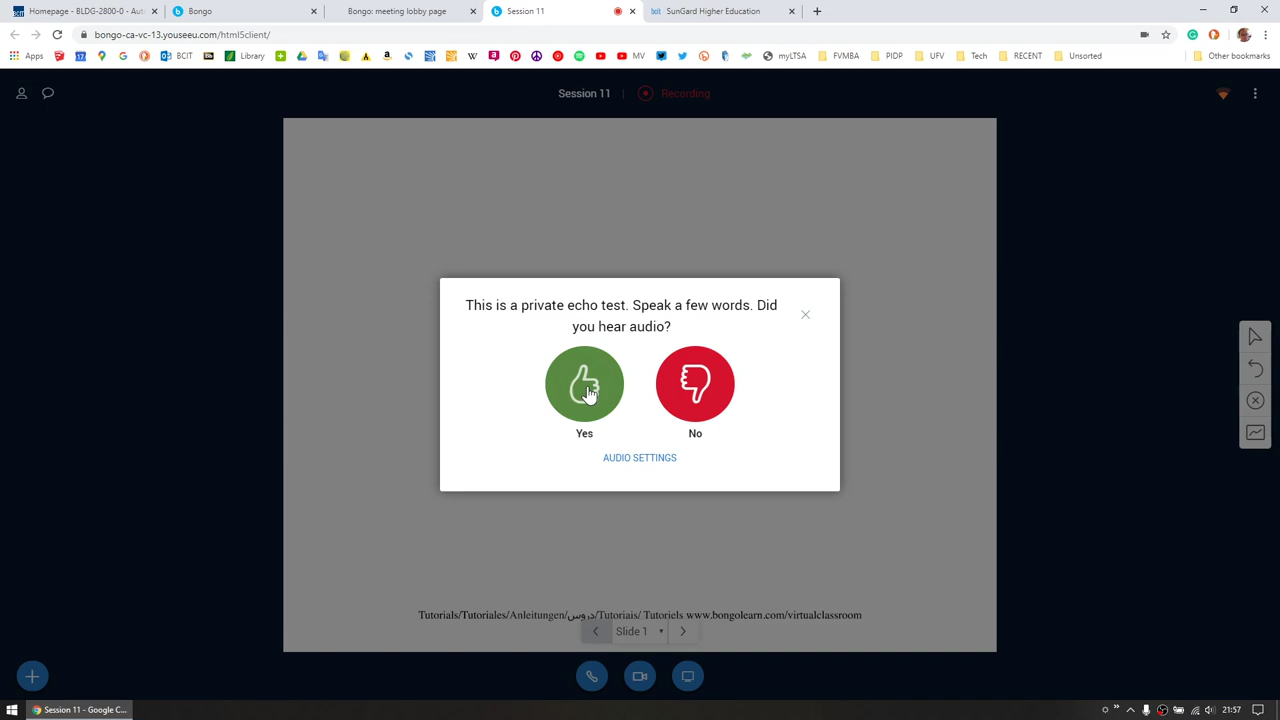 Homepage - BLDG-2800-0 - Aut
Bongo
Bongo: meeting lobby page
Session 11
SunGard Higher Education
bongo-ca-vc-13.youseeu.com/html5client/
Apps
17
BCIT
Library
MV
myLTSA
FVMBA
PIDP
UFV
Tech
RECENT
Unsorted
Other bookmarks
Session 11 | Recording
This is a private echo test. Speak a few words. Did
you hear audio?
Yes
No
AUDIO SETTINGS
Tutorials/Tutoriales/Anleitungen/دروس/Tutoriais/ Tutoriels www.bongolearn.com/virtualclassroom
Slide 1
Session 11 - Google C...
21:57